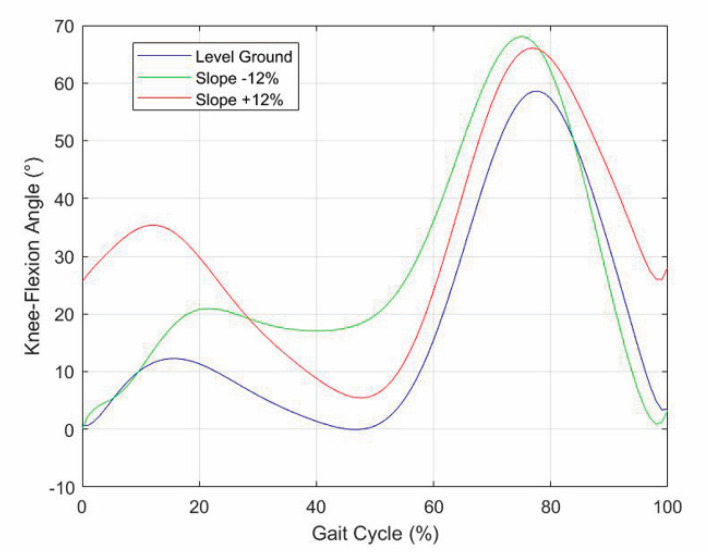 70
60
50
40
30
20
10
0
-10
Knee-Flexion Angle (°)
Level Ground
Slope -12%
Slope +12%
0 20 40 60 80 100
Gait Cycle (%)